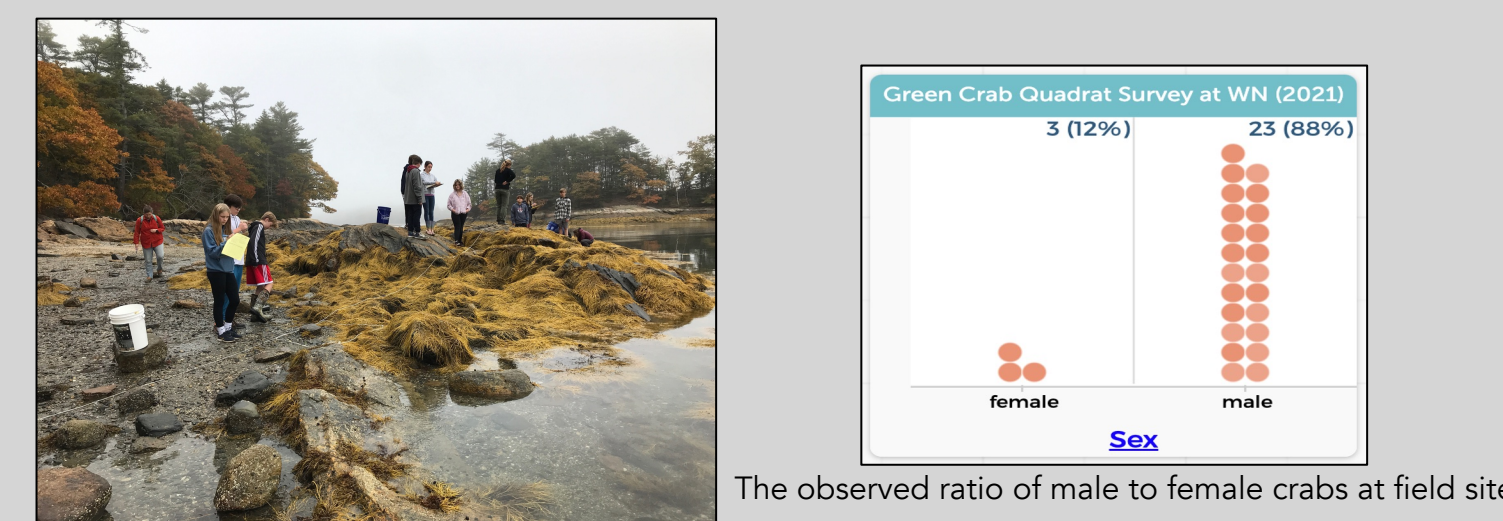 Green Crab Quadrat Survey at WN (2021)
3 (12%) 23 (88%)
female male
Sex
The observed ratio of male to female crabs at field site